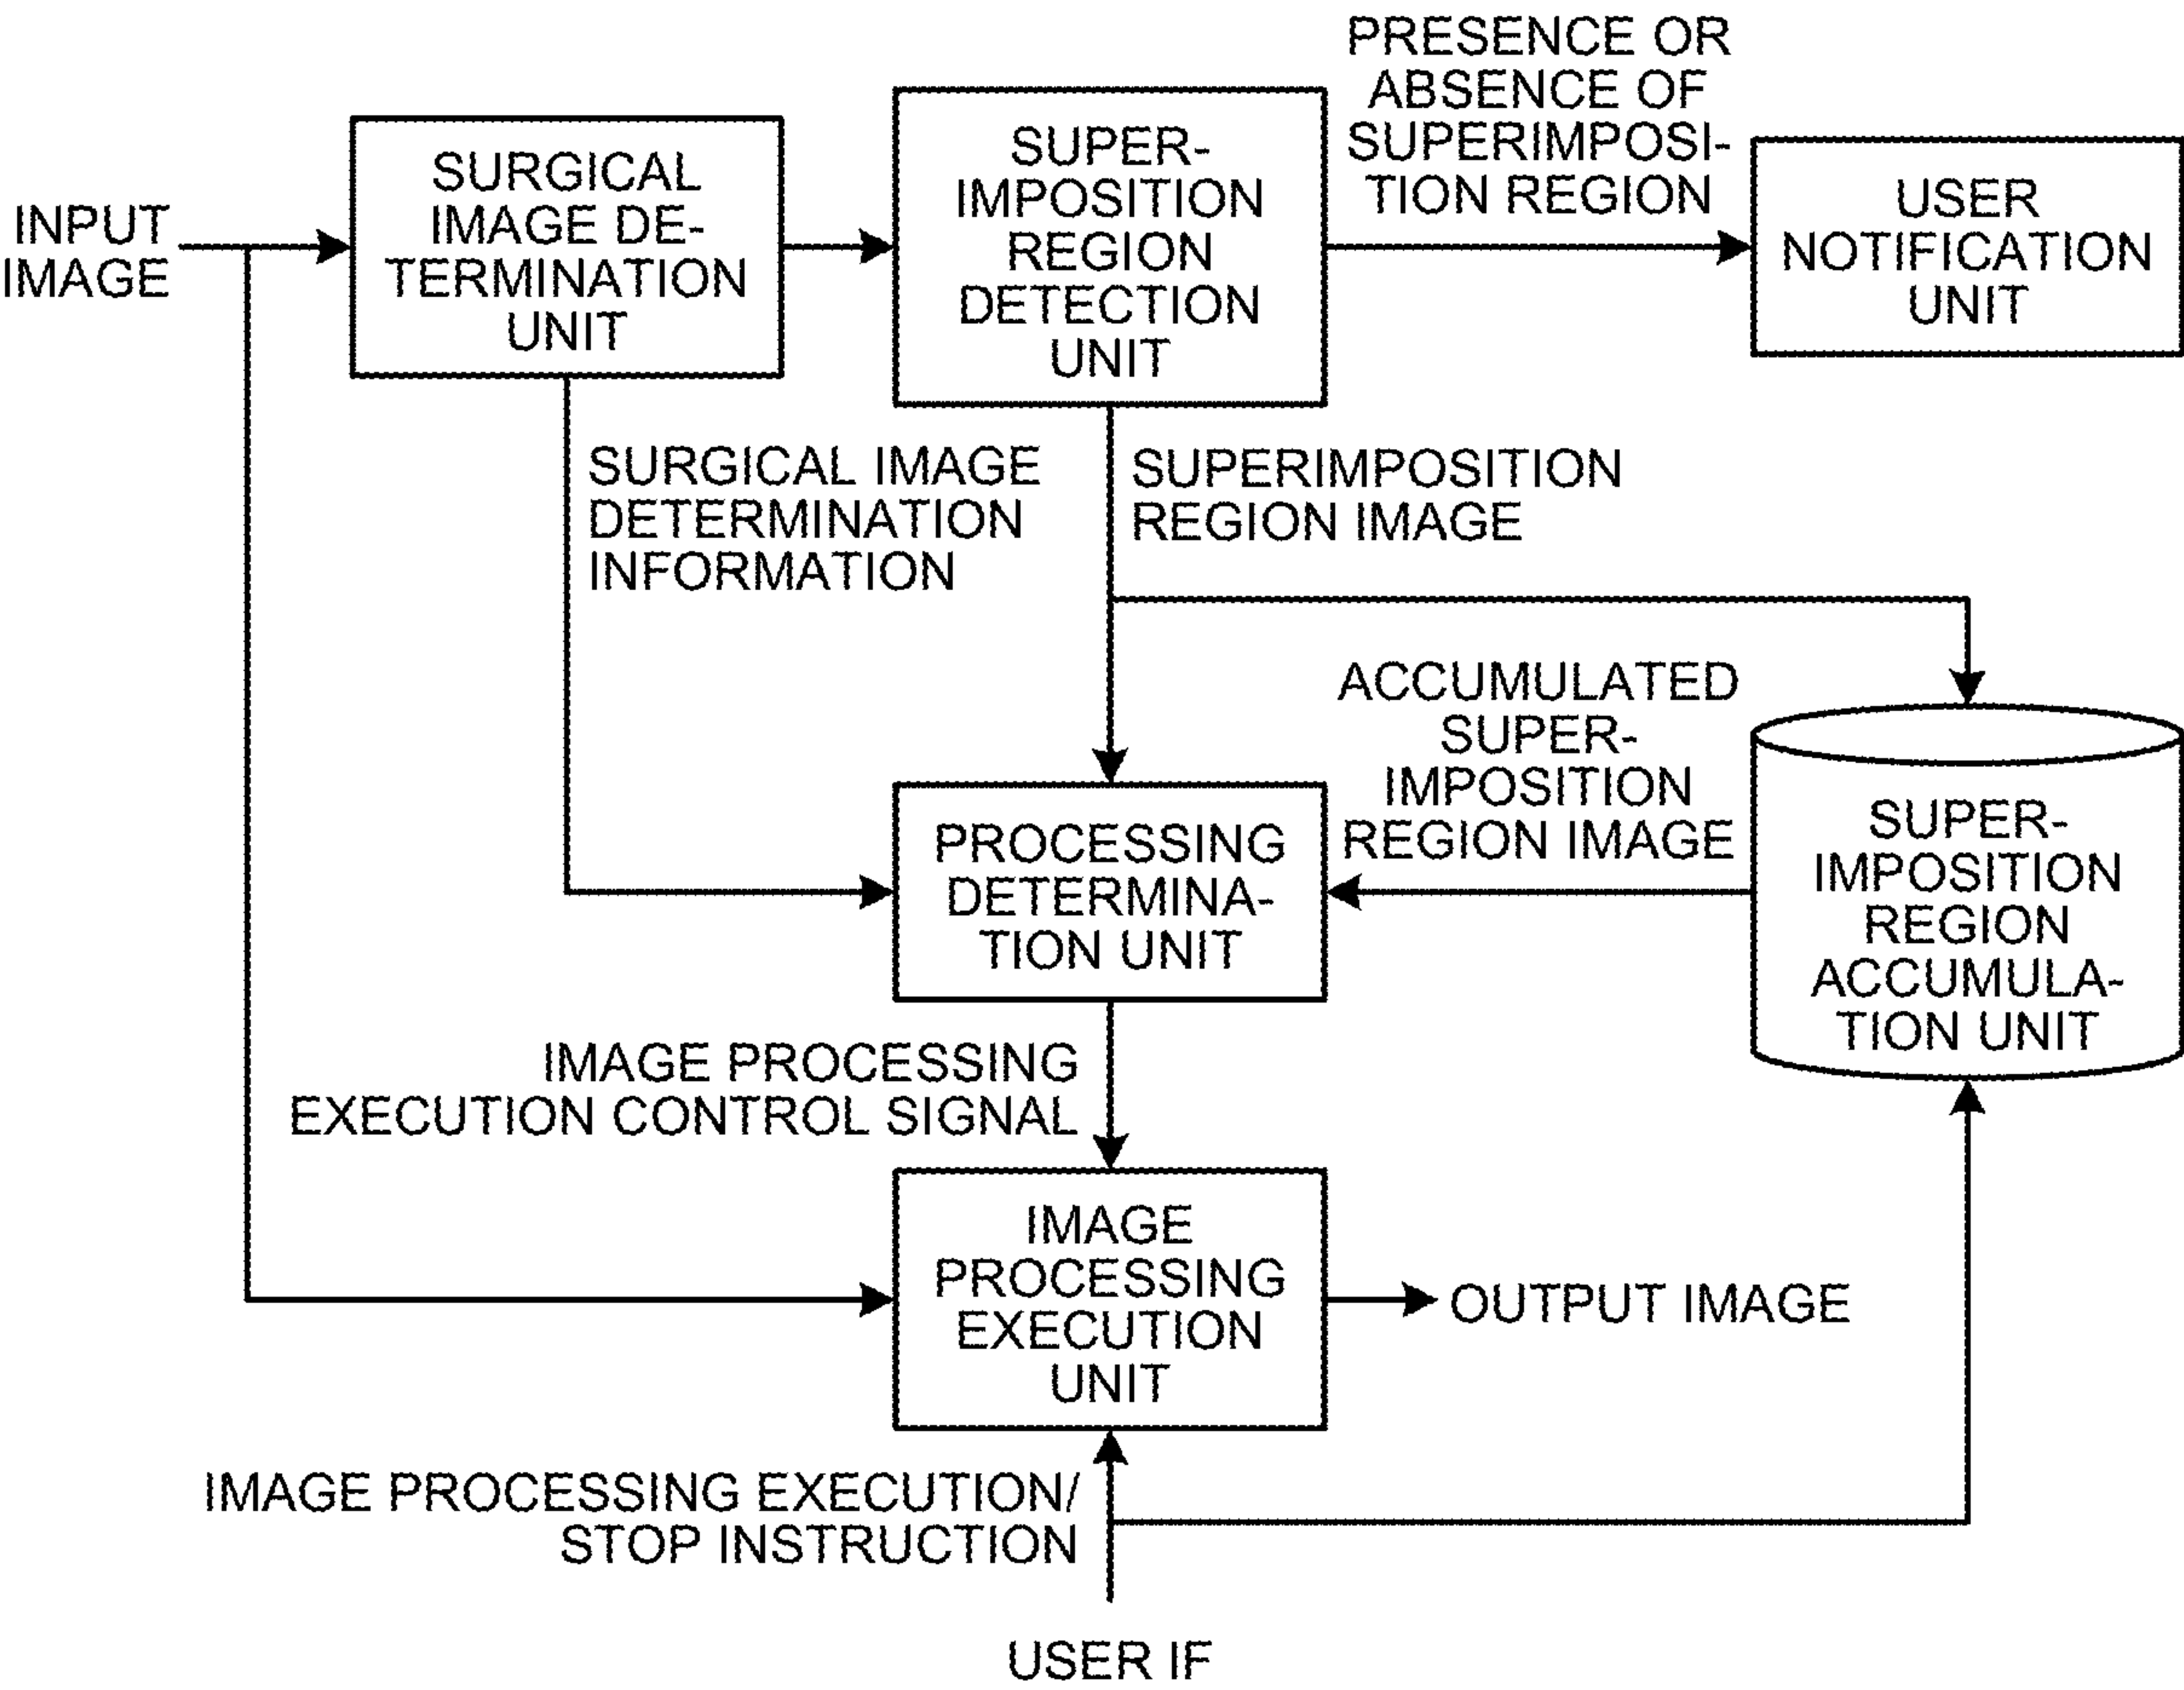 INPUT
IMAGE
SURGICAL
IMAGE DE-
TERMINATION
UNIT
SUPER-
IMPOSITION
REGION
DETECTION
UNIT
PRESENCE OR
ABSENCE OF
SUPERIMPOSI-
TION REGION
USER
NOTIFICATION
UNIT
SURGICAL IMAGE
DETERMINATION
INFORMATION
SUPERIMPOSITION
REGION IMAGE
ACCUMULATED
SUPER-
IMPOSITION
REGION IMAGE
PROCESSING
DETERMINA-
TION UNIT
SUPER-
IMPOSITION
REGION
ACCUMULA-
TION UNIT
IMAGE PROCESSING
EXECUTION CONTROL SIGNAL
IMAGE
PROCESSING
EXECUTION
UNIT
OUTPUT IMAGE
IMAGE PROCESSING EXECUTION/
STOP INSTRUCTION
USER IF